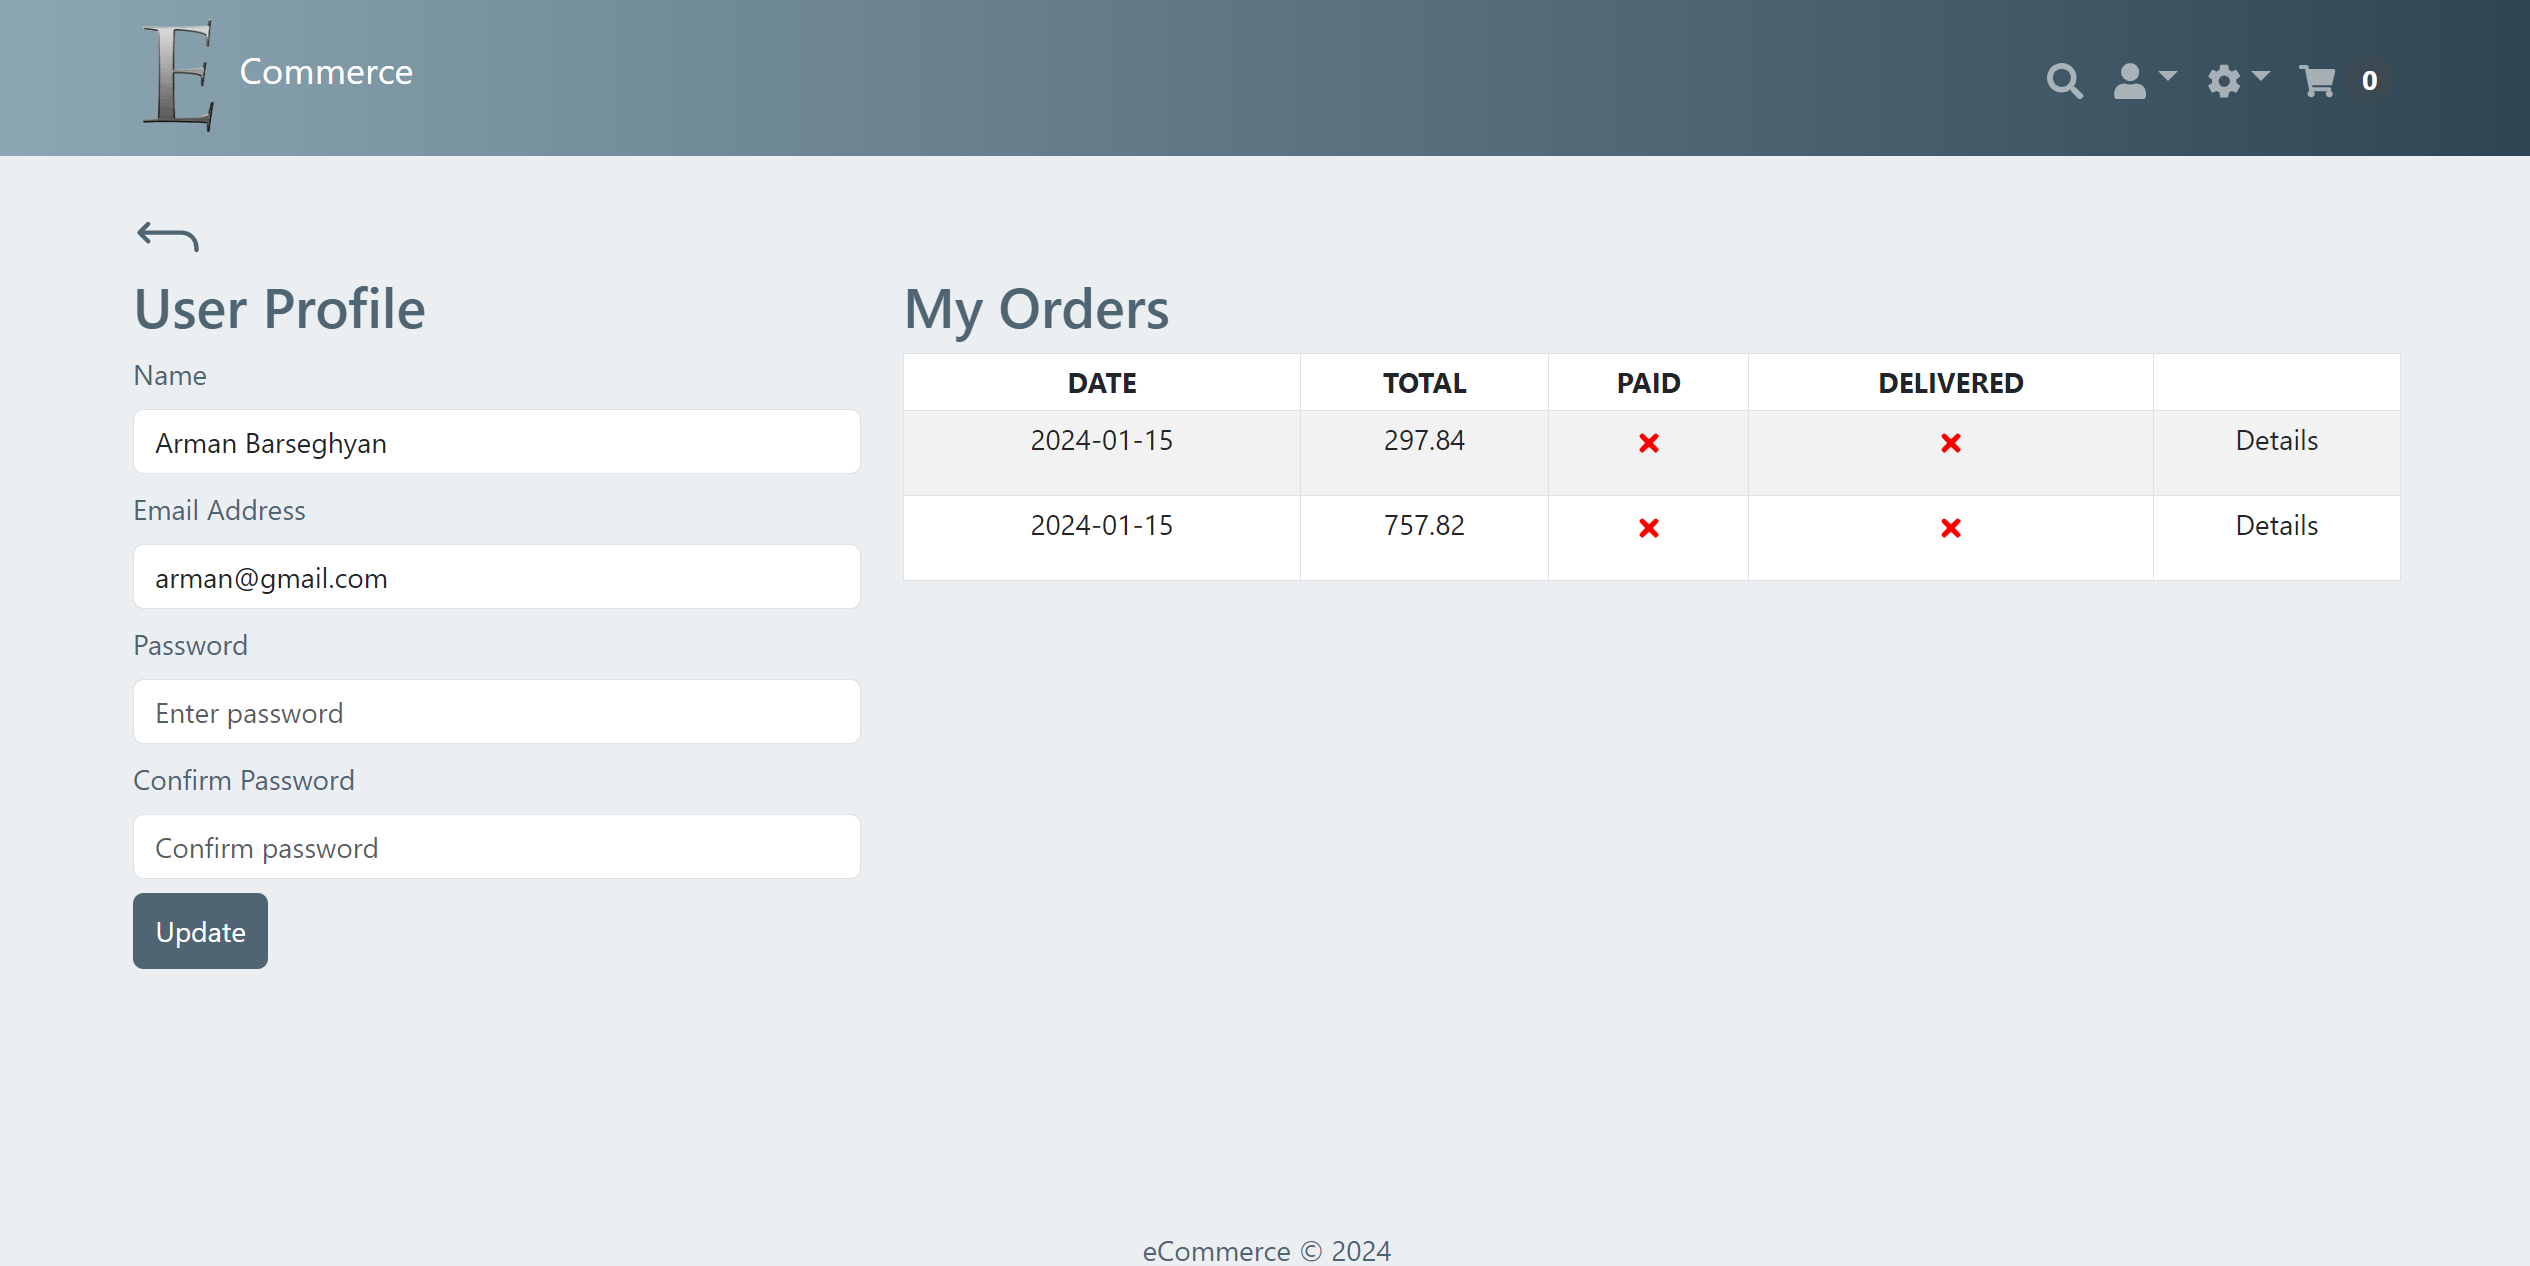 E Commerce
0
User Profile
Name
Arman Barseghyan
Email Address
arman@gmail.com
Password
Enter password
Confirm Password
Confirm password
Update
My Orders
DATE TOTAL PAID DELIVERED
2024-01-15 297.84 Details
2024-01-15 757.82 Details
eCommerce © 2024